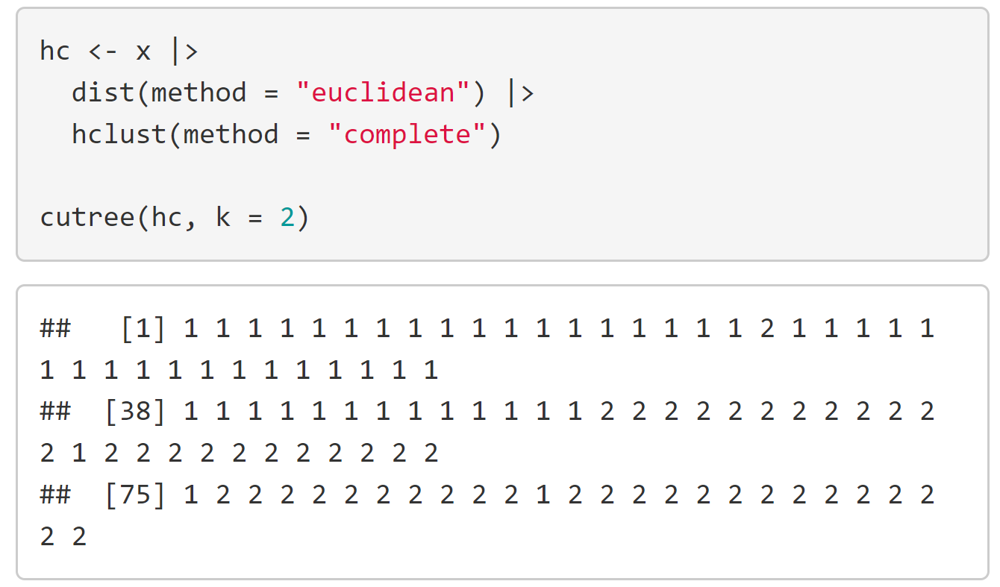 hc <- x |>
  dist(method = "euclidean") |>
  hclust(method = "complete")
cutree(hc, k = 2)
##   [1] 1 1 1 1 1 1 1 1 1 1 1 1 1 1 1 1 1 1 2 1 1 1 1 1
1 1 1 1 1 1 1 1 1 1 1 1 1
##  [38] 1 1 1 1 1 1 1 1 1 1 1 1 1 2 2 2 2 2 2 2 2 2 2 2
2 1 2 2 2 2 2 2 2 2 2 2 2
##  [75] 1 2 2 2 2 2 2 2 2 2 2 1 2 2 2 2 2 2 2 2 2 2 2 2
2 2